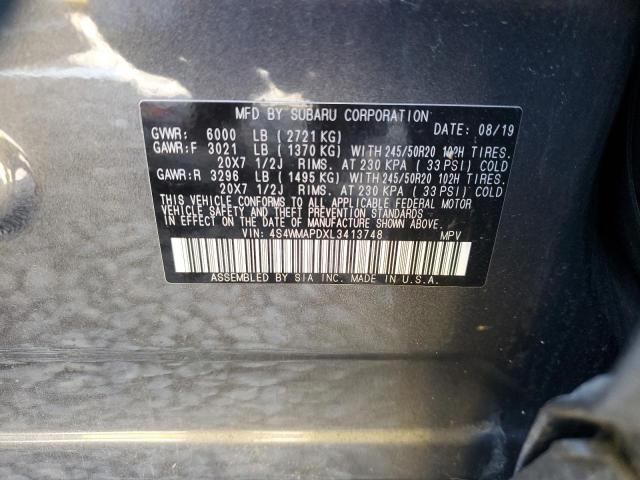 MFD BY SUBARU CORPORATION
GVWR: 6000 LB ( 2721 KG) DATE: 08/19
GAWR:F 3021 LB ( 1370 KG) WITH 245/50R20 102H TIRES.
20X7 1/2J RIMS. AT 230 KPA ( 33 PSI) COLD
GAWR:R 3296 LB ( 1495 KG) WITH 245/50R20 102H TIRES.
20X7 1/2J RIMS. AT 230 KPA ( 33 PSI) COLD
THIS VEHICLE CONFORMS TO ALL APPLICABLE FEDERAL MOTOR
VEHICLE SAFETY AND THEFT PREVENTION STANDARDS
IN EFFECT ON THE DATE OF MANUFACTURE SHOWN ABOVE.
VIN: 4S4WMAPDXL3413748 MPV
ASSEMBLED BY SIA INC. MADE IN U.S.A.